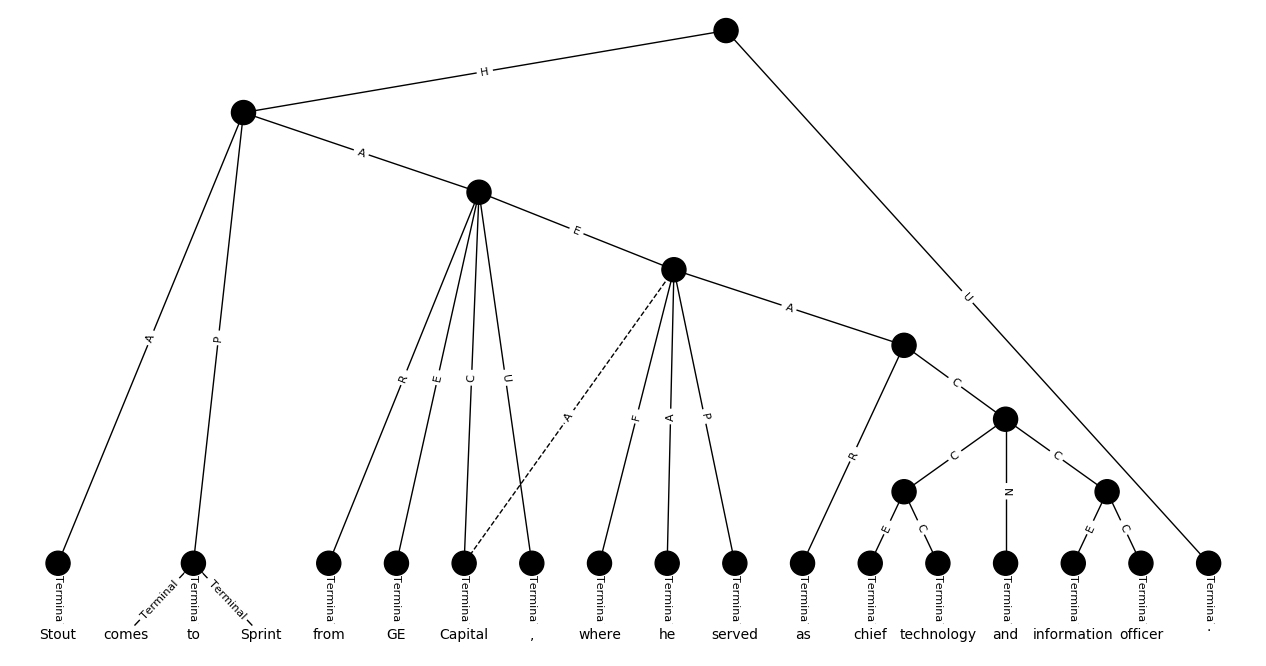 H
A
E
A
U
A
P
R
E
C
U
A
F
A
P
C
R
C
N
C
E
C
E
C
Termina Terminal Termina Terminal Termina Termina Termina Termina Termina Termina Termina Termina Termina Termina Termina Termina Termina Termina
Stout comes to Sprint from GE Capital , where he served as chief technology and information officer .